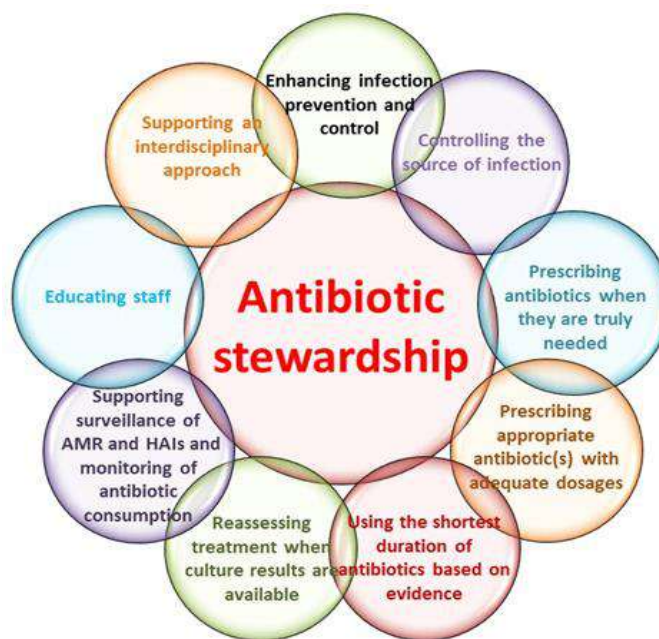 Enhancing infection
prevention and
control
Controlling the
source of infection
Prescribing
antibiotics when
they are truly
needed
Prescribing
appropriate
antibiotic(s) with
adequate dosages
Using the shortest
duration of
antibiotics based on
evidence
Reassessing
treatment when
culture results are
available
Supporting
surveillance of
AMR and HAIs and
monitoring of
antibiotic
consumption
Educating staff
Supporting an
interdisciplinary
approach
Antibiotic
stewardship